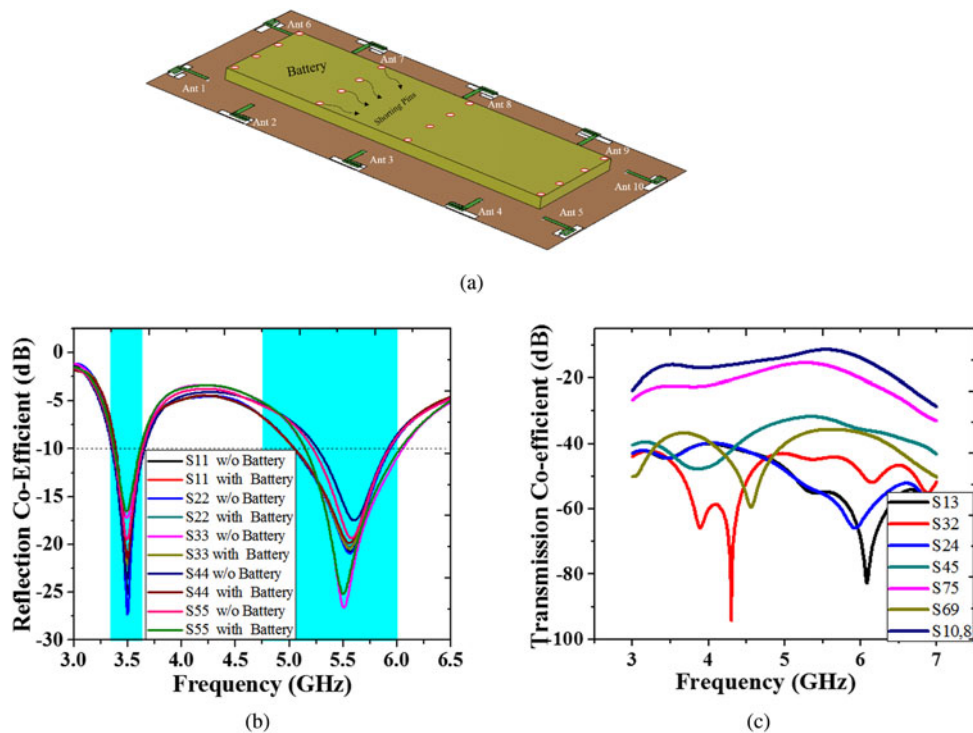 Ant 6
Ant 7
Battery
Ant 8
Ant 1
Shorting Pins
Ant 2
Ant 9
Ant 3
Ant 10
Ant 4
Ant 5
(a)
Reflection Co-Efficient (dB)
0
-5
-10
-15
-20
-25
-30
S11 w/o Battery
S11 with Battery
S22 w/o Battery
S22 with Battery
S33 w/o Battery
S33 with Battery
S44 w/o Battery
S44 with Battery
S55 w/o Battery
S55 with Battery
3.0 3.5 4.0 4.5 5.0 5.5 6.0 6.5
Frequency (GHz)
(b)
Transmission Co-efficient (dB)
-20
-40
-60
-80
-100
S13
S32
S24
S45
S75
S69
S10,8
3 4 5 6 7
Frequency (GHz)
(c)